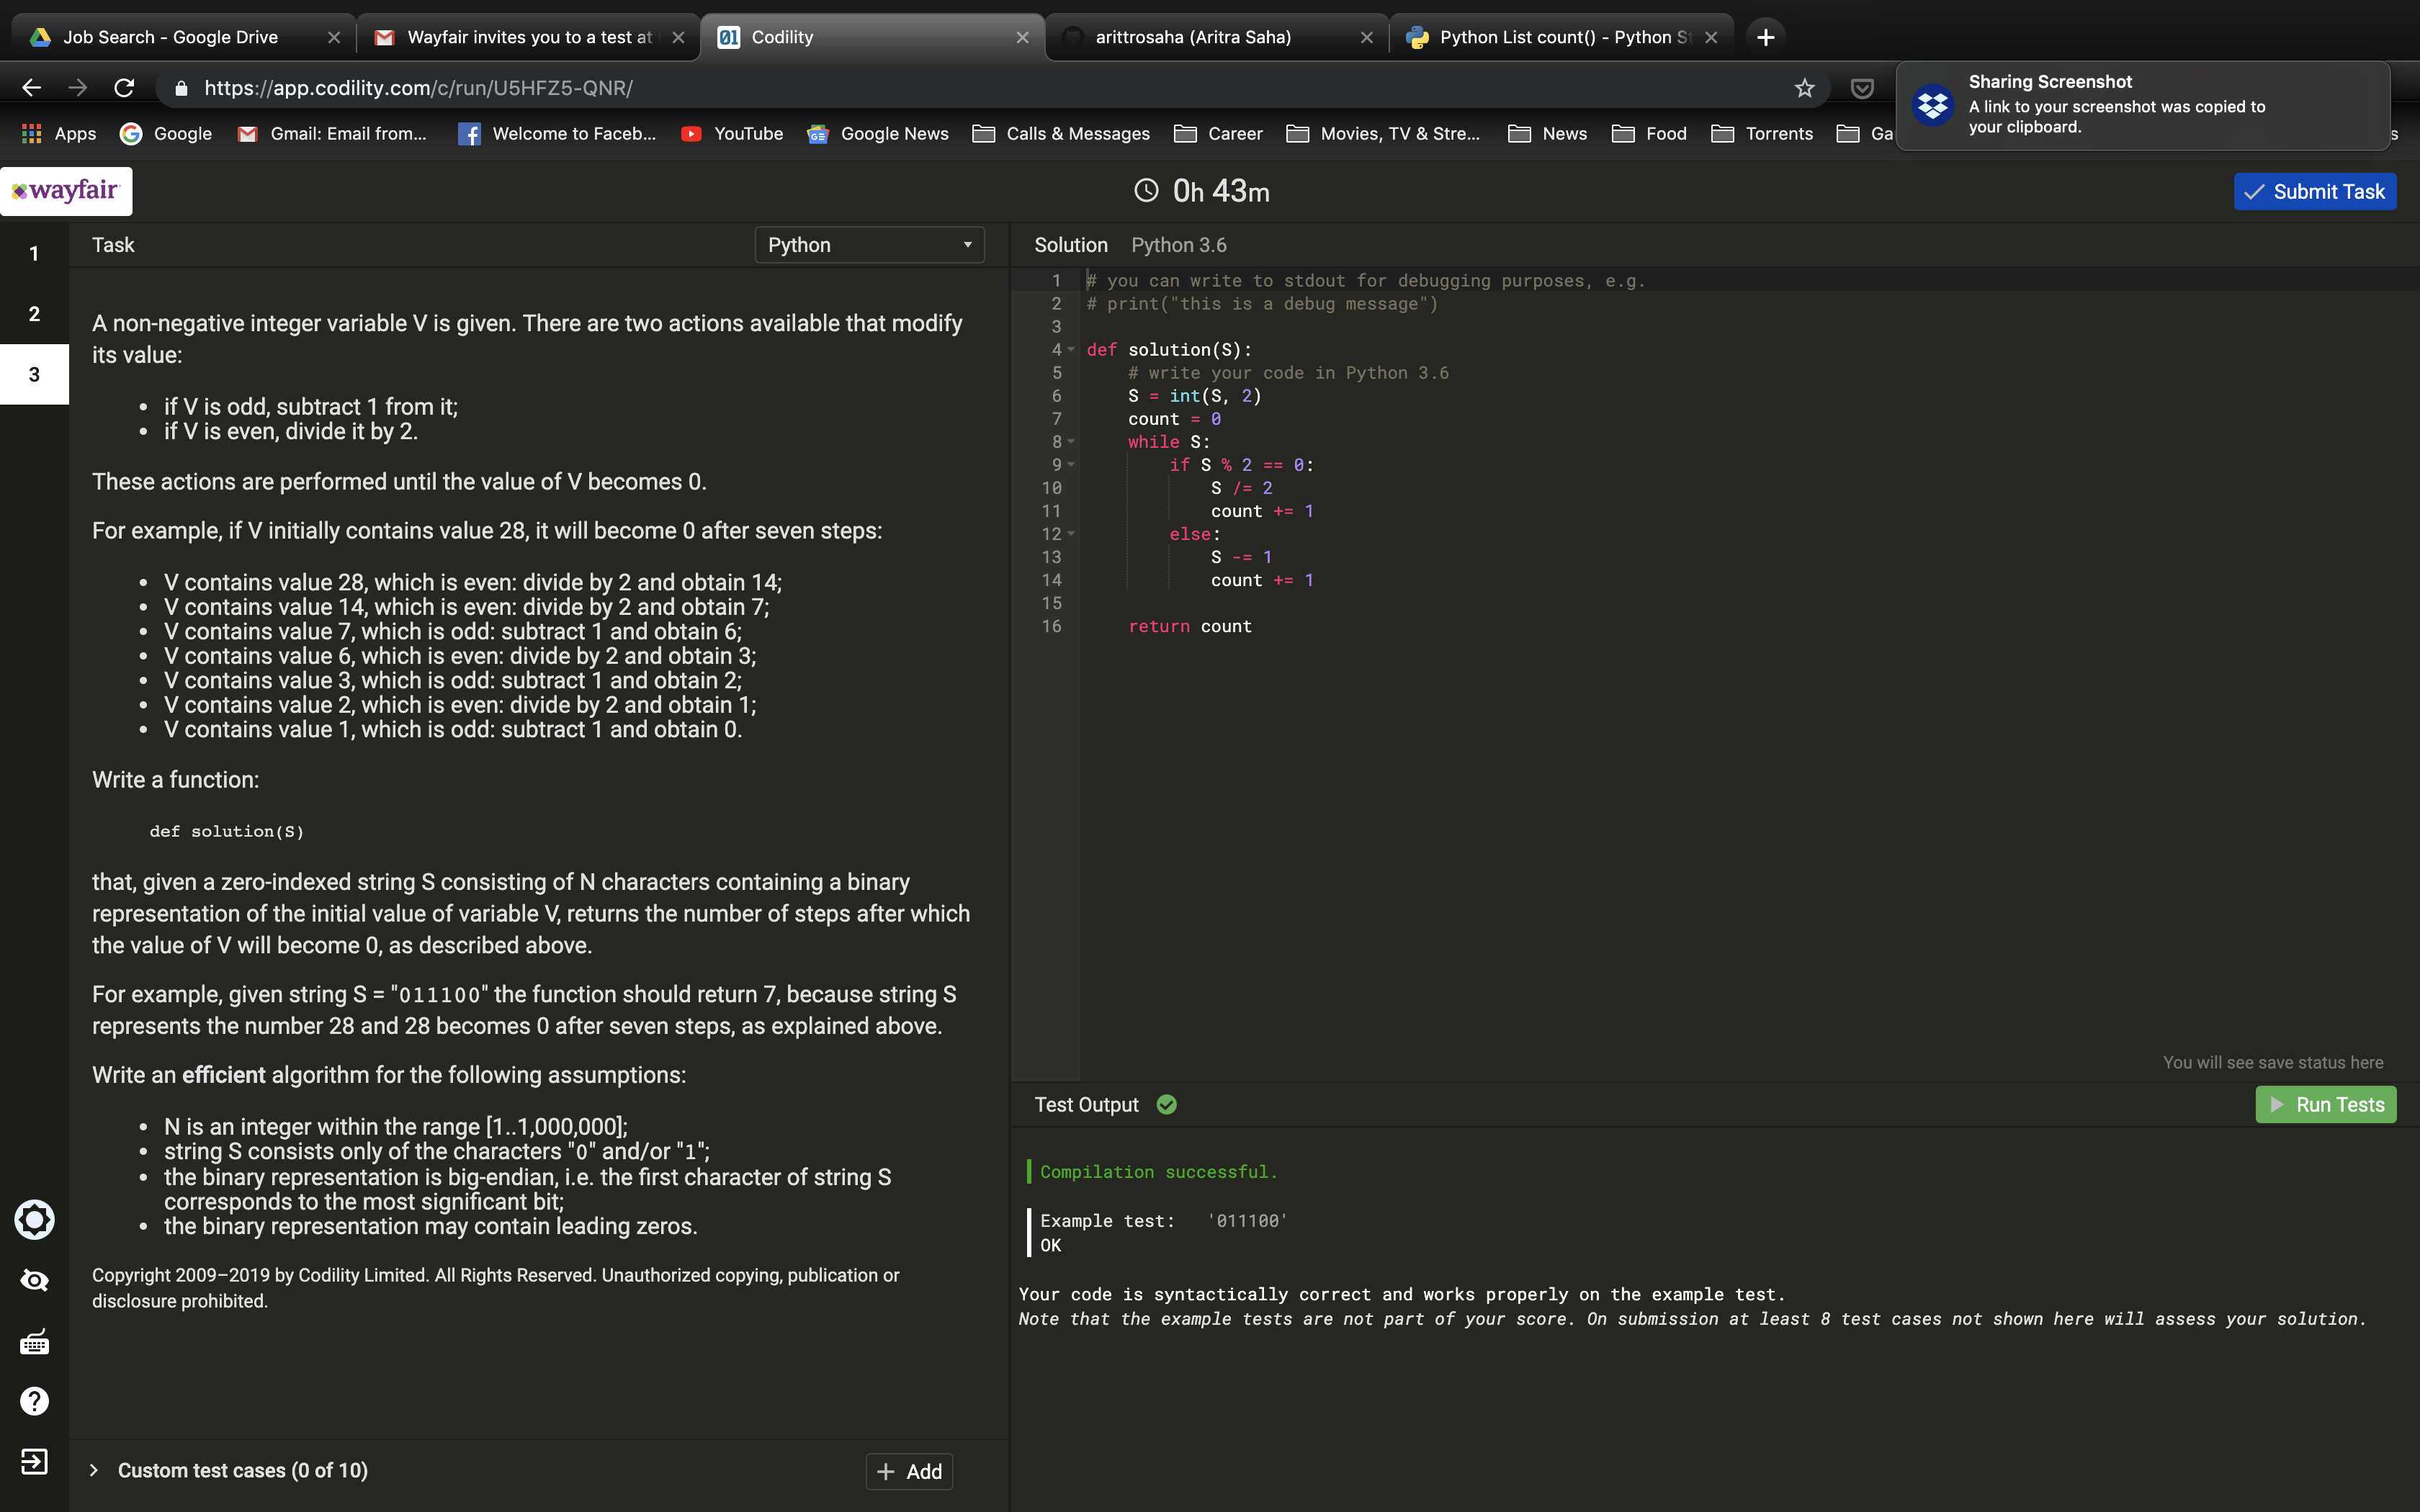 Job Search - Google Drive
Wayfair invites you to a test at
Codility
arittrosaha (Aritra Saha)
Python List count() - Python St
https://app.codility.com/c/run/U5HFZ5-QNR/
Sharing Screenshot
A link to your screenshot was copied to
your clipboard.
Apps
Google
Gmail: Email from...
Welcome to Faceb...
YouTube
Google News
Calls & Messages
Career
Movies, TV & Stre...
News
Food
Torrents
Ga
s
wayfair
0h 43m
Submit Task
1
2
3
Task
Python
A non-negative integer variable V is given. There are two actions available that modify
its value:
• if V is odd, subtract 1 from it;
• if V is even, divide it by 2.
These actions are performed until the value of V becomes 0.
For example, if V initially contains value 28, it will become 0 after seven steps:
• V contains value 28, which is even: divide by 2 and obtain 14;
• V contains value 14, which is even: divide by 2 and obtain 7;
• V contains value 7, which is odd: subtract 1 and obtain 6;
• V contains value 6, which is even: divide by 2 and obtain 3;
• V contains value 3, which is odd: subtract 1 and obtain 2;
• V contains value 2, which is even: divide by 2 and obtain 1;
• V contains value 1, which is odd: subtract 1 and obtain 0.
Write a function:
def solution(S)
that, given a zero-indexed string S consisting of N characters containing a binary
representation of the initial value of variable V, returns the number of steps after which
the value of V will become 0, as described above.
For example, given string S = "011100" the function should return 7, because string S
represents the number 28 and 28 becomes 0 after seven steps, as explained above.
Write an efficient algorithm for the following assumptions:
• N is an integer within the range [1..1,000,000];
• string S consists only of the characters "0" and/or "1";
• the binary representation is big-endian, i.e. the first character of string S
corresponds to the most significant bit;
• the binary representation may contain leading zeros.
Copyright 2009–2019 by Codility Limited. All Rights Reserved. Unauthorized copying, publication or
disclosure prohibited.
Custom test cases (0 of 10)
+ Add
Solution Python 3.6
1 # you can write to stdout for debugging purposes, e.g.
2 # print("this is a debug message")
3
4 def solution(S):
5 # write your code in Python 3.6
6 S = int(S, 2)
7 count = 0
8 while S:
9 if S % 2 == 0:
10 S /= 2
11 count += 1
12 else:
13 S -= 1
14 count += 1
15
16 return count
You will see save status here
Test Output
Run Tests
Compilation successful.
Example test: '011100'
OK
Your code is syntactically correct and works properly on the example test.
Note that the example tests are not part of your score. On submission at least 8 test cases not shown here will assess your solution.